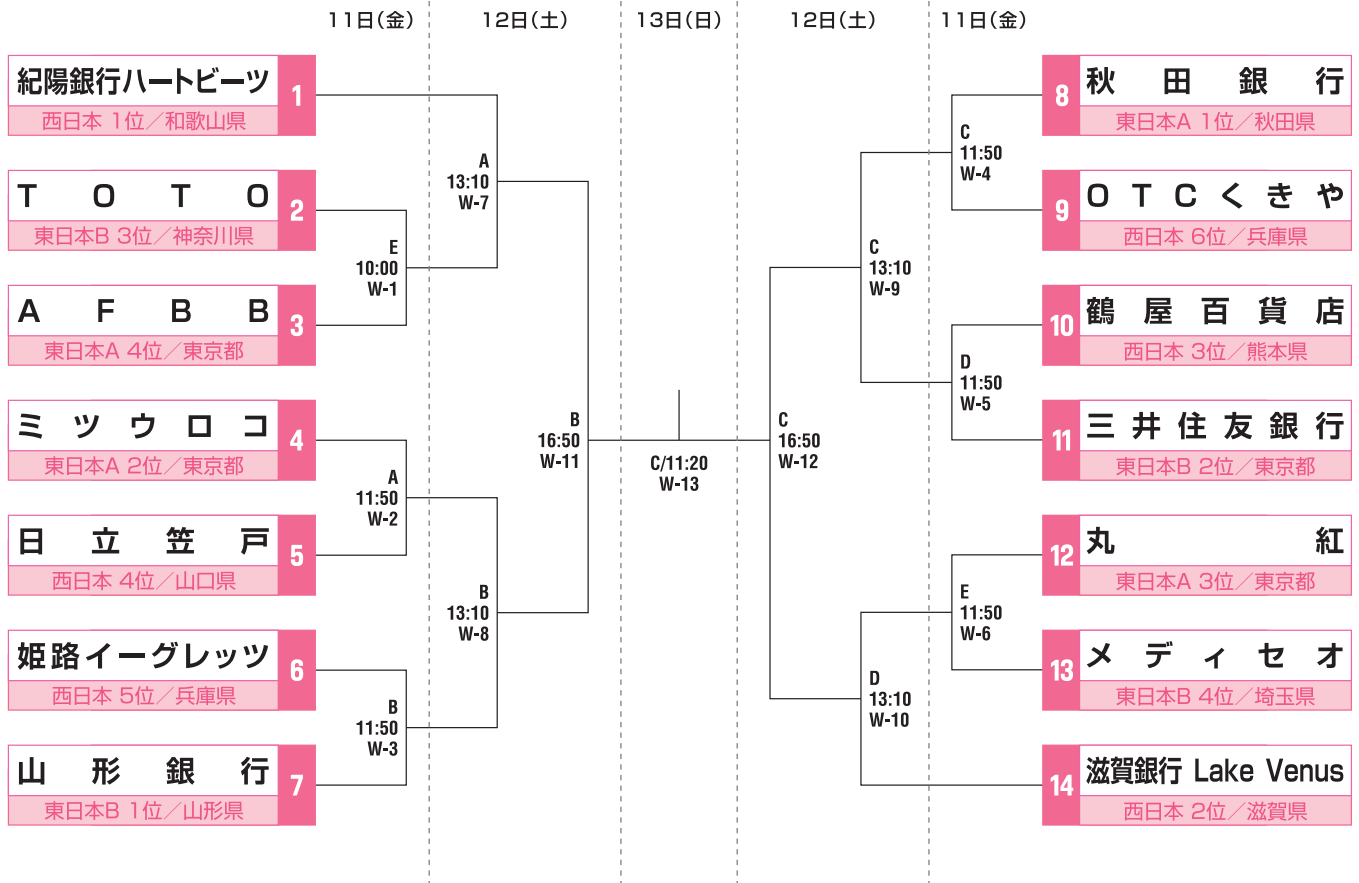 11日(金) 12日(土) 13日(日) 12日(土) 11日(金)
紀陽銀行ハートビーツ
1
西日本 1位/和歌山県
TOTO
2
東日本B 3位/神奈川県
AFBB
3
東日本A 4位/東京都
ミツウロコ
4
東日本A 2位/東京都
日立笠戸
5
西日本 4位/山口県
姫路イーグレッツ
6
西日本 5位/兵庫県
山形銀行
7
東日本B 1位/山形県
E
10:00
W-1
A
11:50
W-2
B
11:50
W-3
A
13:10
W-7
B
13:10
W-8
B
16:50
W-11
C/11:20
W-13
C
16:50
W-12
C
13:10
W-9
D
13:10
W-10
C
11:50
W-4
D
11:50
W-5
E
11:50
W-6
8
秋田銀行
東日本A 1位/秋田県
9
OTCくきや
西日本 6位/兵庫県
10
鶴屋百貨店
西日本 3位/熊本県
11
三井住友銀行
東日本B 2位/東京都
12
丸紅
東日本A 3位/東京都
13
メディセオ
東日本B 4位/埼玉県
14
滋賀銀行 Lake Venus
西日本 2位/滋賀県